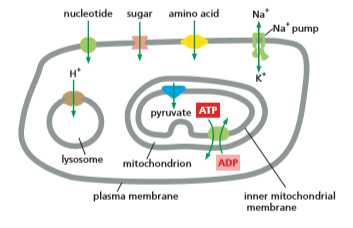 nucleotide sugar amino acid Na⁺
Na⁺ pump
H⁺
K⁺
pyruvate ATP
lysosome
mitochondrion ADP
plasma membrane
inner mitochondrial
membrane